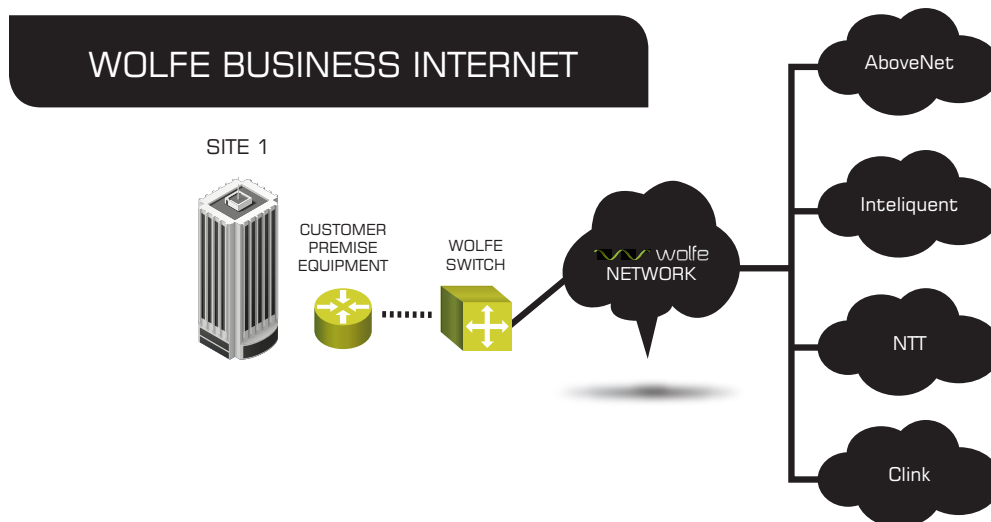 WOLFE BUSINESS INTERNET
SITE 1
CUSTOMER
PREMISE
EQUIPMENT
WOLFE
SWITCH
wolfe
NETWORK
AboveNet
Inteliquent
NTT
Clink